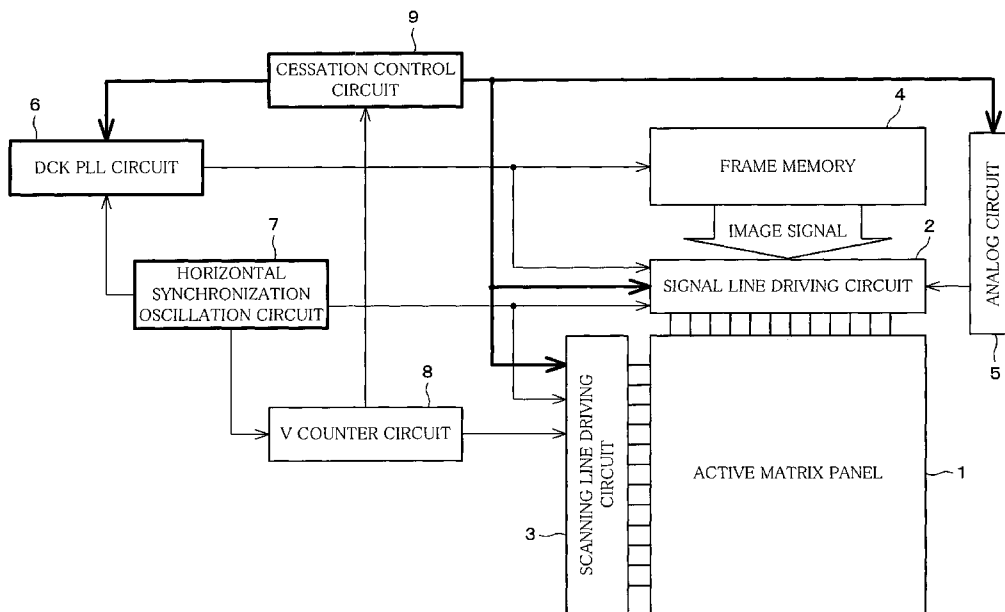 9
CESSATION CONTROL
CIRCUIT
6
DCK PLL CIRCUIT
4
FRAME MEMORY
ANALOG CIRCUIT
5
IMAGE SIGNAL
7
HORIZONTAL
SYNCHRONIZATION
OSCILLATION CIRCUIT
2
SIGNAL LINE DRIVING CIRCUIT
8
V COUNTER CIRCUIT
SCANNING LINE DRIVING
CIRCUIT
3
ACTIVE MATRIX PANEL
1